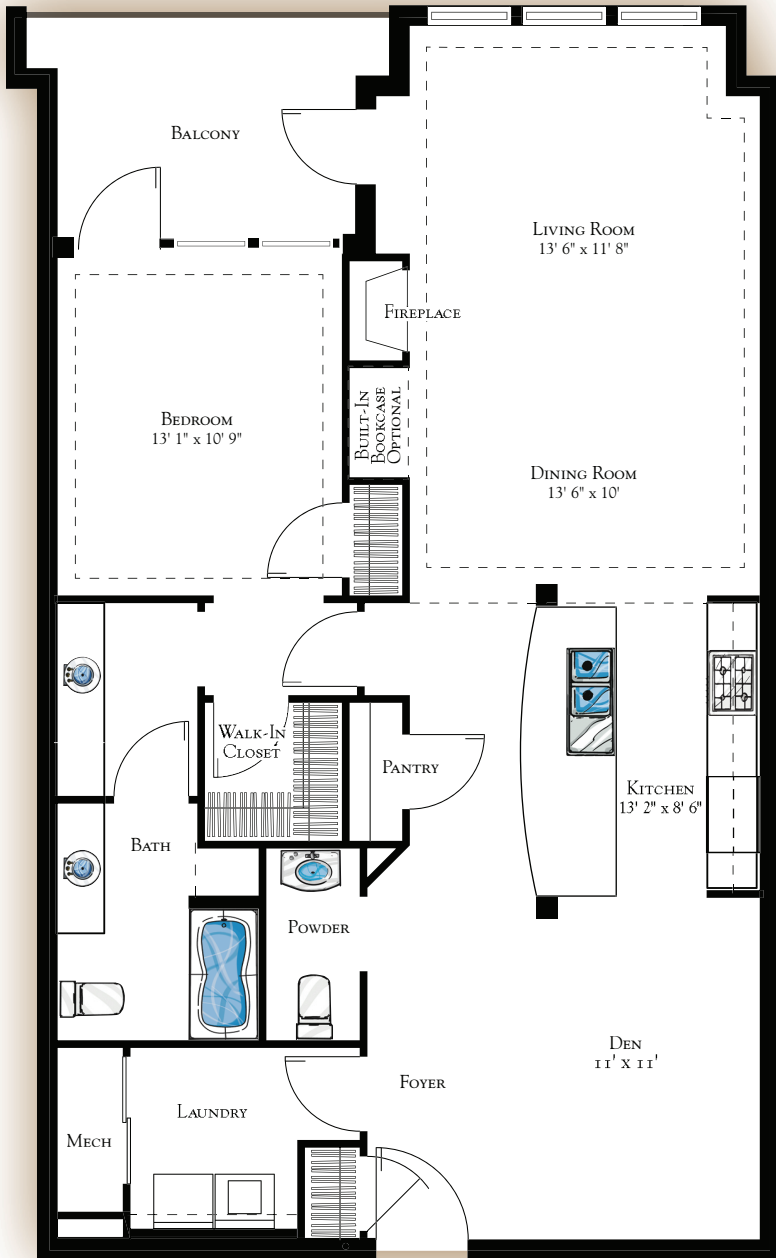 Balcony
Living Room
13' 6" x 11' 8"
Fireplace
Built-In
Bookcase
Optional
Bedroom
13' 1" x 10' 9"
Dining Room
13' 6" x 10'
Walk-In
Closet
Pantry
Kitchen
13' 2" x 8' 6"
Bath
Powder
Den
11' x 11'
Foyer
Laundry
Mech